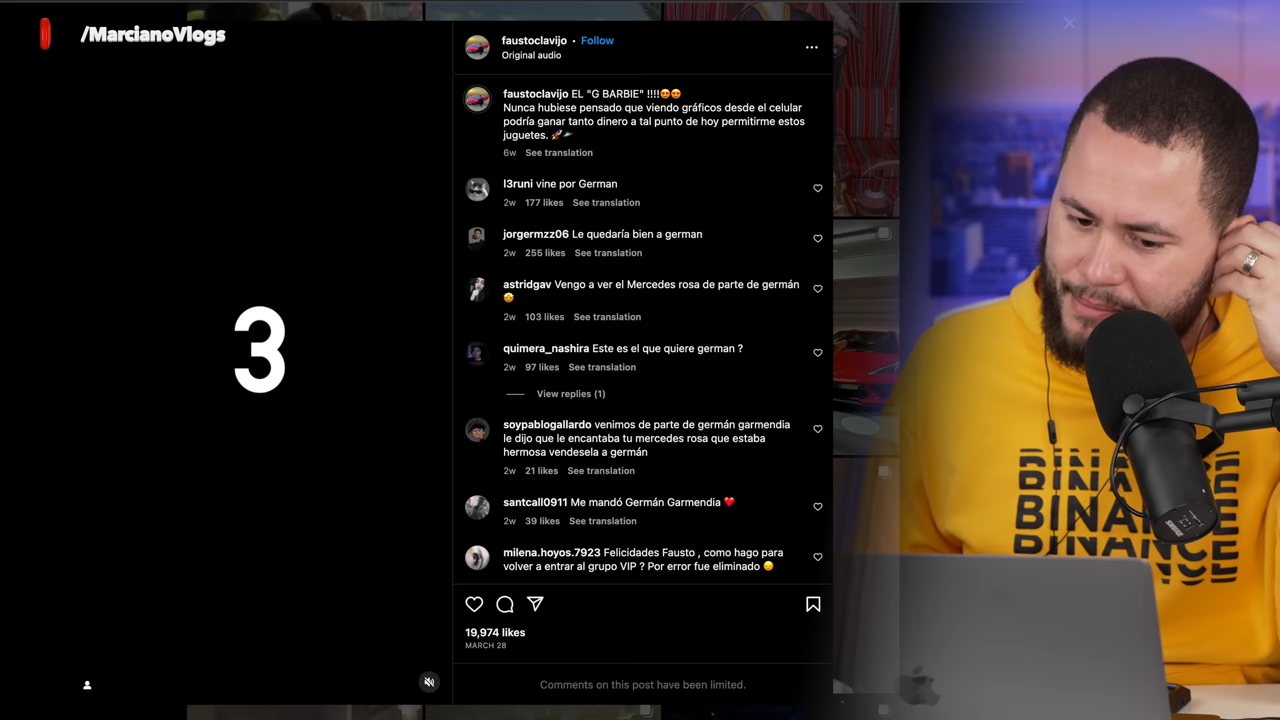 /MarcianoVlogs
3
faustoclavijo • Follow
Original audio
faustoclavijo EL "G BARBIE" !!!!😍😍
Nunca hubiese pensado que viendo gráficos desde el celular
podría ganar tanto dinero a tal punto de hoy permitirme estos
juguetes. 🚀
6w See translation
l3runi vine por German
2w 177 likes See translation
jorgermzz06 Le quedaría bien a german
2w 255 likes See translation
astridgav Vengo a ver el Mercedes rosa de parte de germán
🤩
2w 103 likes See translation
quimera_nashira Este es el que quiere german ?
2w 97 likes See translation
View replies (1)
soypablogallardo venimos de parte de germán garmendia
le dijo que le encantaba tu mercedes rosa que estaba
hermosa vendesela a germán
2w 21 likes See translation
santcall0911 Me mandó Germán Garmendia ❤️
2w 39 likes See translation
milena.hoyos.7923 Felicidades Fausto , como hago para
volver a entrar al grupo VIP ? Por error fue eliminado 😞
19,974 likes
MARCH 28
Comments on this post have been limited.
BINANCE
BINANCE
BINANCE
SHURE